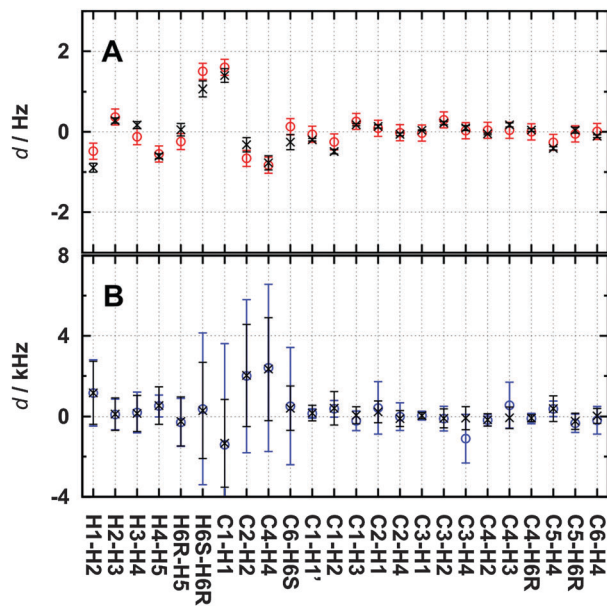 A
d / Hz
2
0
-2
8
B
d / kHz
4
0
-4
H1-H2
H2-H3
H3-H4
H4-H5
H6R-H5
H6S-H6R
C1-H1
C2-H2
C4-H4
C6-H6S
C1-H1'
C1-H2
C2-H3
C2-H1
C2-H4
C3-H1
C3-H2
C3-H4
C4-H2
C4-H3
C4-H6R
C5-H4
C5-H6R
C6-H4